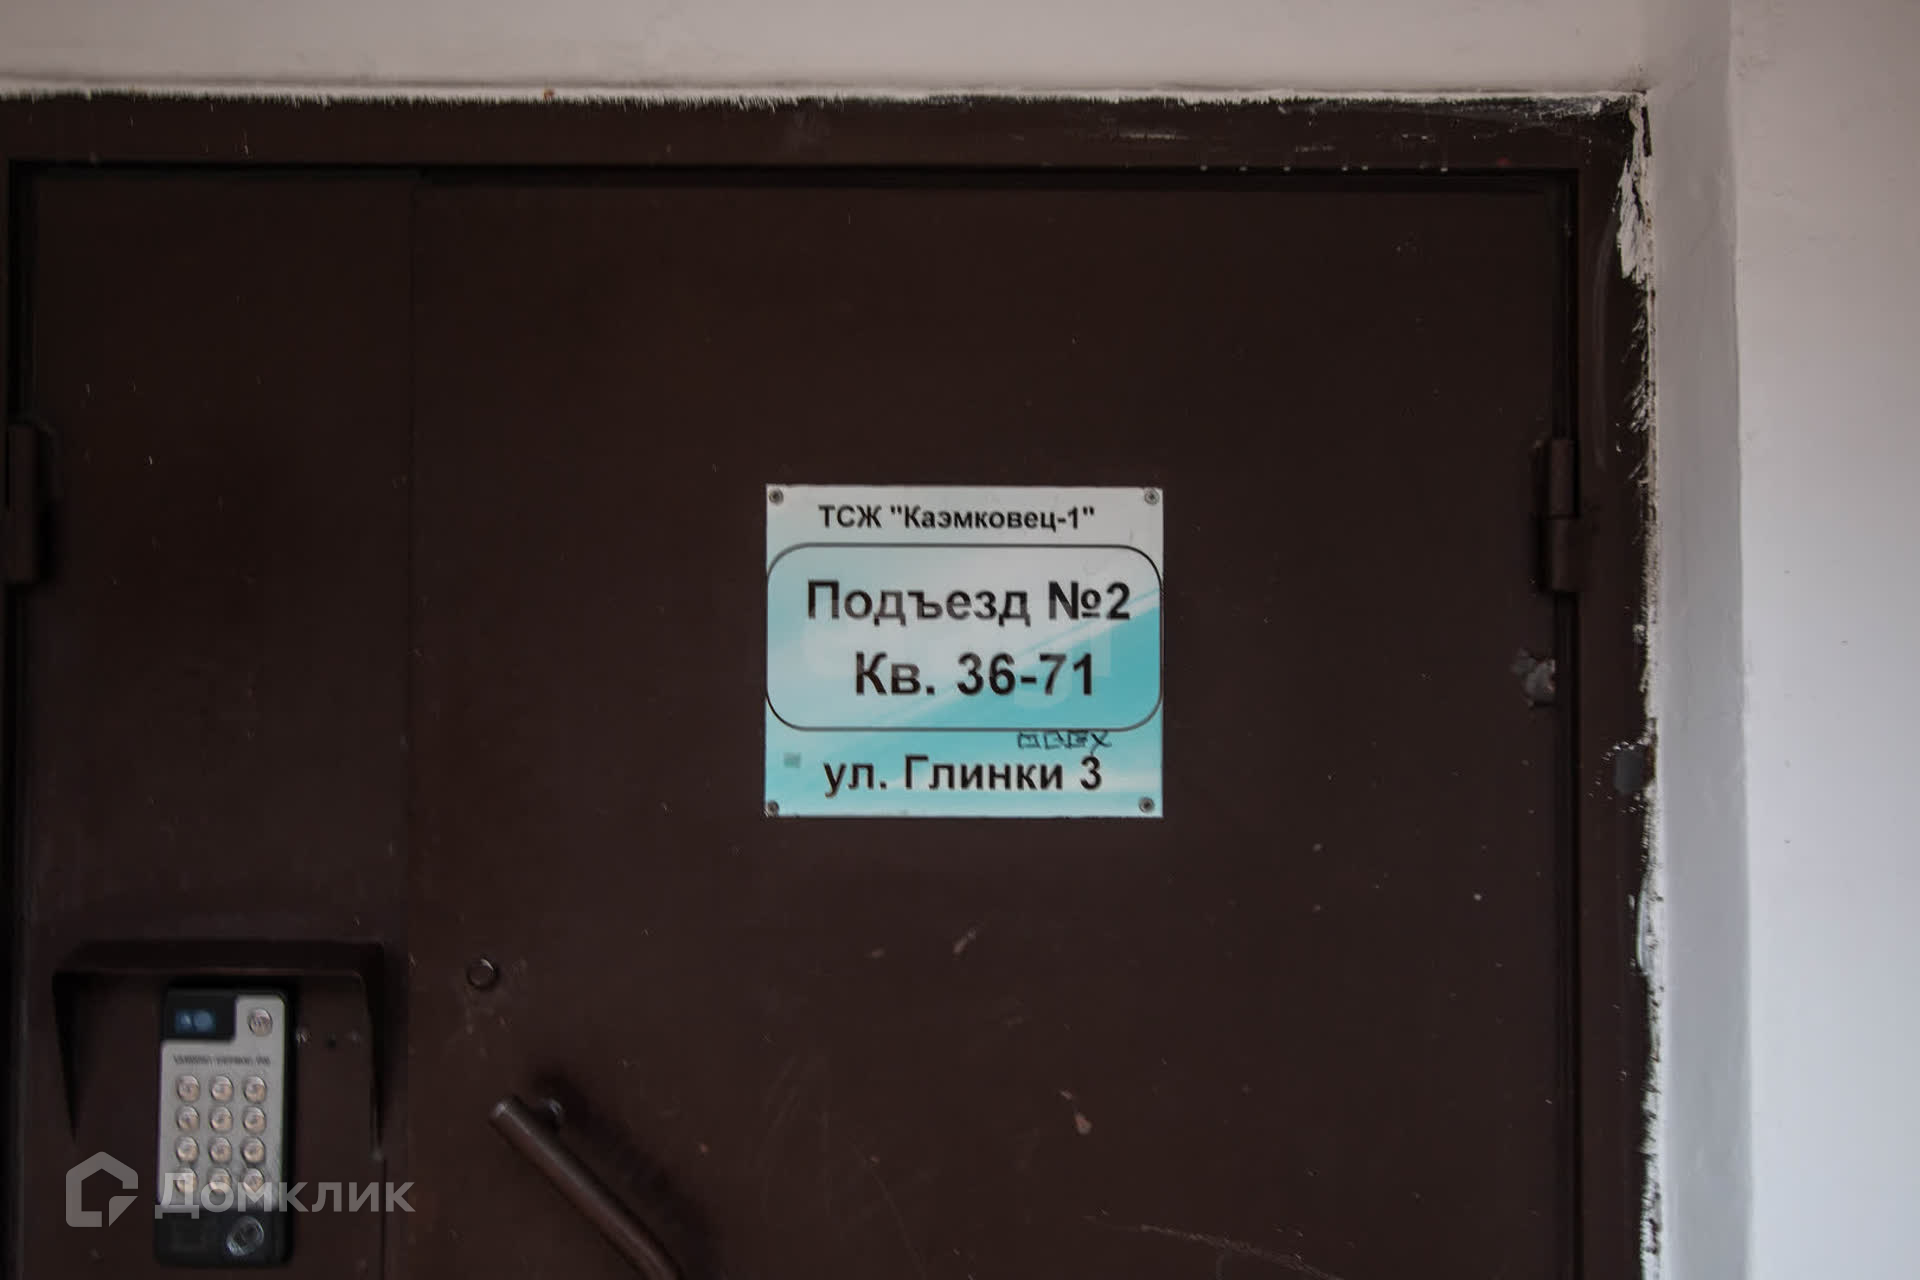 ТСЖ "Каэмковец-1"
Подъезд №2
Кв. 36-71
ул. Глинки 3
Домклик